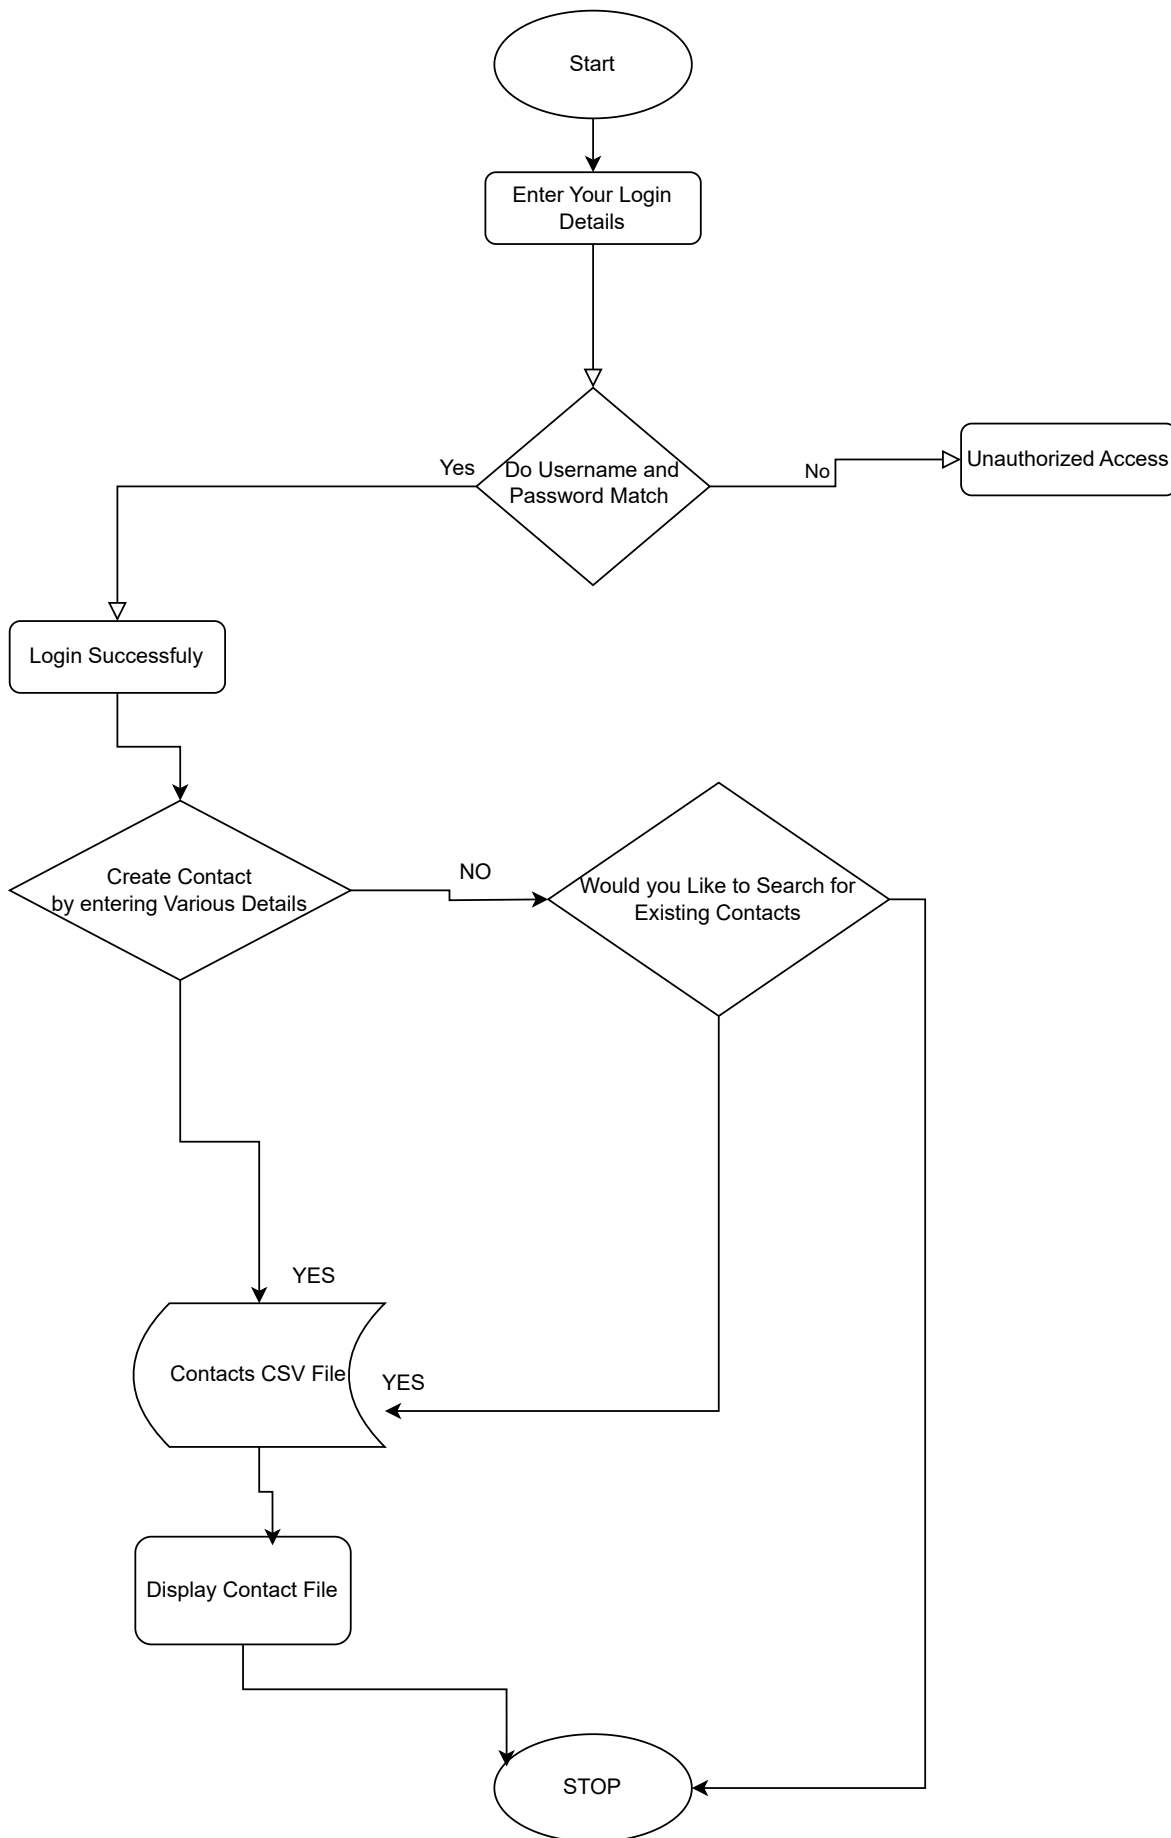 Start
Enter Your Login
Details
Do Username and
Password Match
Yes
No
Unauthorized Access
Login Successfuly
Create Contact
by entering Various Details
NO
Would you Like to Search for
Existing Contacts
YES
Contacts CSV File
YES
Display Contact File
STOP